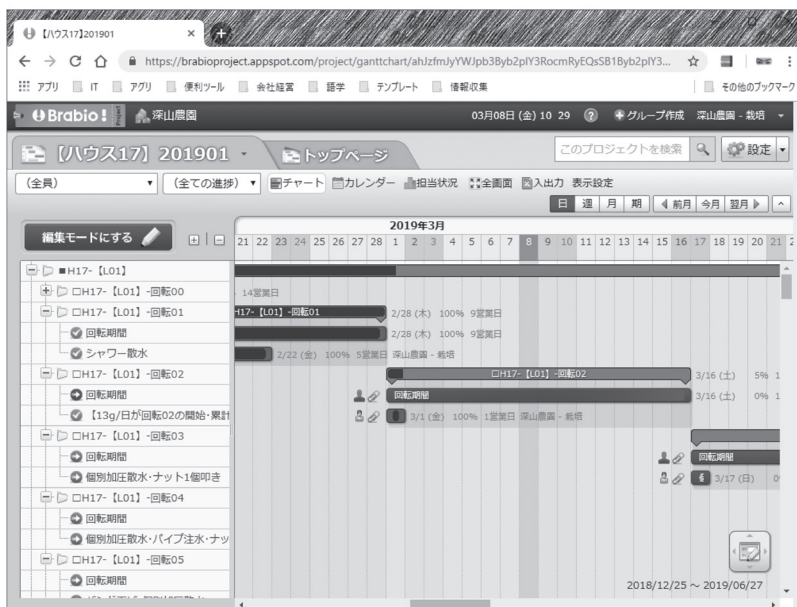 【ハウス17】201901
https://brabioproject.appspot.com/project/ganttchart/ahJzfmJyYWJpb3Byb2plY3RocmRyEQsSB1Byb2plY3...
アプリ IT アグリ 便利ツール 会社経営 語学 テンプレート 情報収集 その他のブックマーク
Brabio! Project 深山農園 03月08日 (金) 10 29 グループ作成 深山農園 - 栽培
【ハウス17】201901 トップページ このプロジェクトを検索 設定
(全員) (全ての進捗) チャート カレンダー 担当状況 全画面 入出力 表示設定
日 週 月 期 前月 今月 翌月
2019年3月
編集モードにする
21 22 23 24 25 26 27 28 1 2 3 4 5 6 7 8 9 10 11 12 13 14 15 16 17 18 19 20 21 2
■H17-【L01】
□H17-【L01】-回転00 14営業日
□H17-【L01】-回転01 H17-【L01】-回転01 2/28 (木) 100% 9営業日
回転期間 2/28 (木) 100% 9営業日
シャワー散水 2/22 (金) 100% 5営業日 深山農園 - 栽培
□H17-【L01】-回転02 □H17-【L01】-回転02 3/16 (土) 5% 1
回転期間 回転期間 3/16 (土) 0% 1
【13g/日が回転02の開始・累計 3/1 (金) 100% 1営業日 深山農園 - 栽培
□H17-【L01】-回転03
回転期間 回転期間
個別加圧散水・ナット1個叩き 3/17 (日) 0%
□H17-【L01】-回転04
回転期間
個別加圧散水・パイプ注水・ナッ
□H17-【L01】-回転05
回転期間
2018/12/25 ～ 2019/06/27